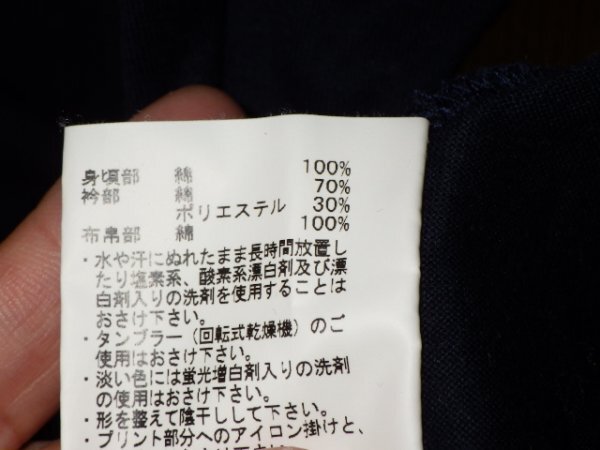 身頃部 綿 100%
衿部 綿 70%
ポリエステル 30%
布帛部 綿 100%
・水や汗にぬれたまま長時間放置し
たり塩素系、酸素系漂白剤及び漂
白剤入りの洗剤を使用することは
おさけ下さい。
・タンブラー(回転式乾燥機)のご
使用はおさけ下さい。
・淡い色には蛍光増白剤入りの洗剤
の使用はおさけ下さい。
・形を整えて陰干しして下さい。
・プリント部分へのアイロン掛けと、